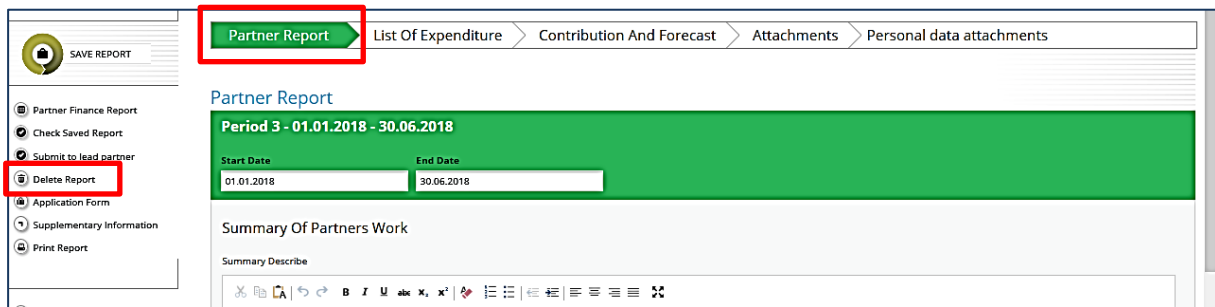 SAVE REPORT
Partner Finance Report
Check Saved Report
Submit to lead partner
Delete Report
Application Form
Supplementary Information
Print Report
Partner Report List Of Expenditure Contribution And Forecast Attachments Personal data attachments
Partner Report
Period 3 - 01.01.2018 - 30.06.2018
Start Date End Date
01.01.2018 30.06.2018
Summary Of Partners Work
Summary Describe
B I U abc x₂ x²